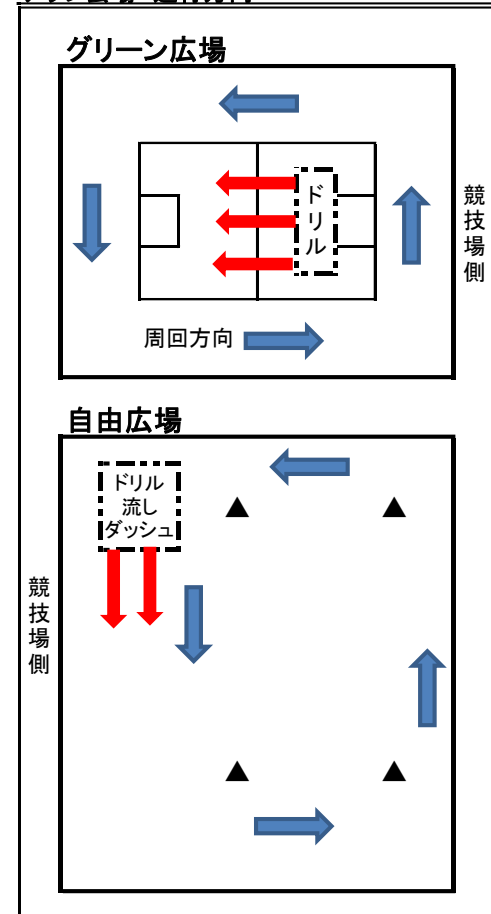 グリーン広場
ドリル
競技場側
周回方向
自由広場
ドリル
流し
ダッシュ
競技場側